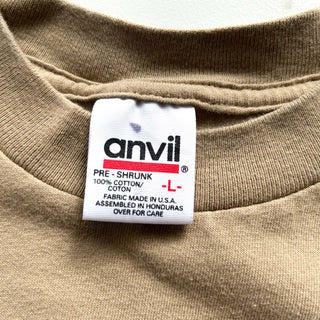 anvil®
PRE - SHRUNK
100% COTTON/
COTON
-L-
FABRIC MADE IN U.S.A.
ASSEMBLED IN HONDURAS
OVER FOR CARE